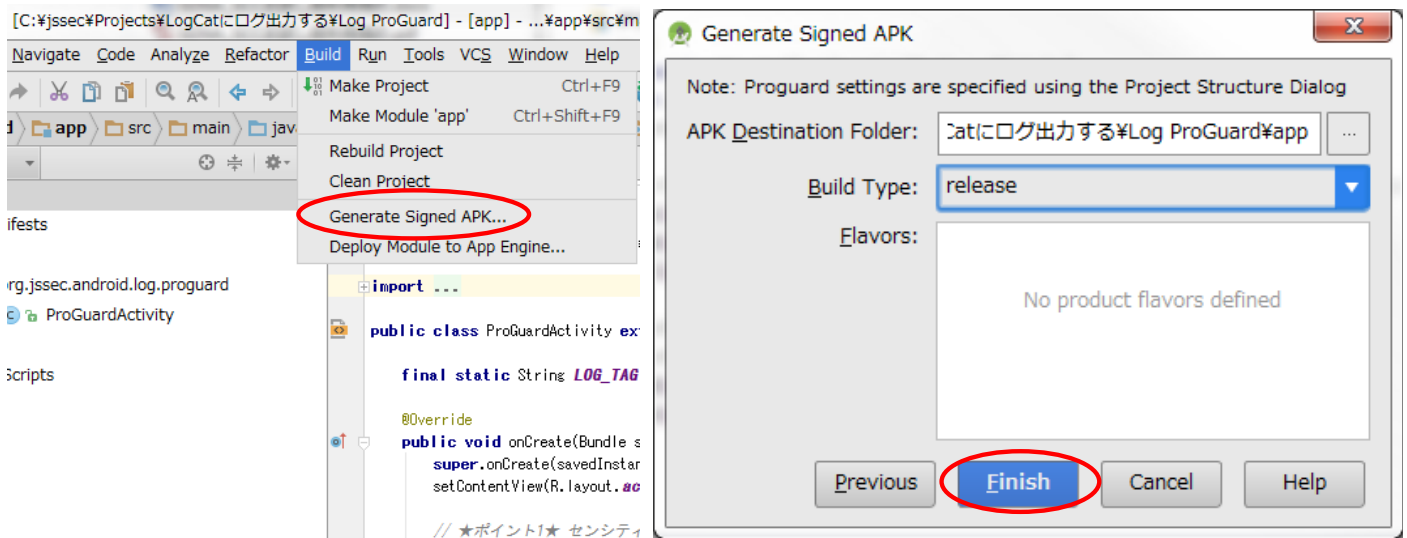 [C:¥jssec¥Projects¥LogCatにログ出力する¥Log ProGuard] - [app] - ...¥app¥src¥m
Navigate Code Analyze Refactor Build Run Tools VCS Window Help
Make Project Ctrl+F9
Make Module 'app' Ctrl+Shift+F9
app src main jav
Rebuild Project
Clean Project
Generate Signed APK...
Deploy Module to App Engine...
ifests
rg.jssec.android.log.proguard
ProGuardActivity
Scripts
import ...
public class ProGuardActivity ex
final static String LOG_TAG
@Override
public void onCreate(Bundle s
super.onCreate(savedInstan
setContentView(R.layout.ac
// ★ポイント1★ センシティ
Generate Signed APK
Note: Proguard settings are specified using the Project Structure Dialog
APK Destination Folder: Catにログ出力する¥Log ProGuard¥app ...
Build Type: release
Flavors:
No product flavors defined
Previous Finish Cancel Help